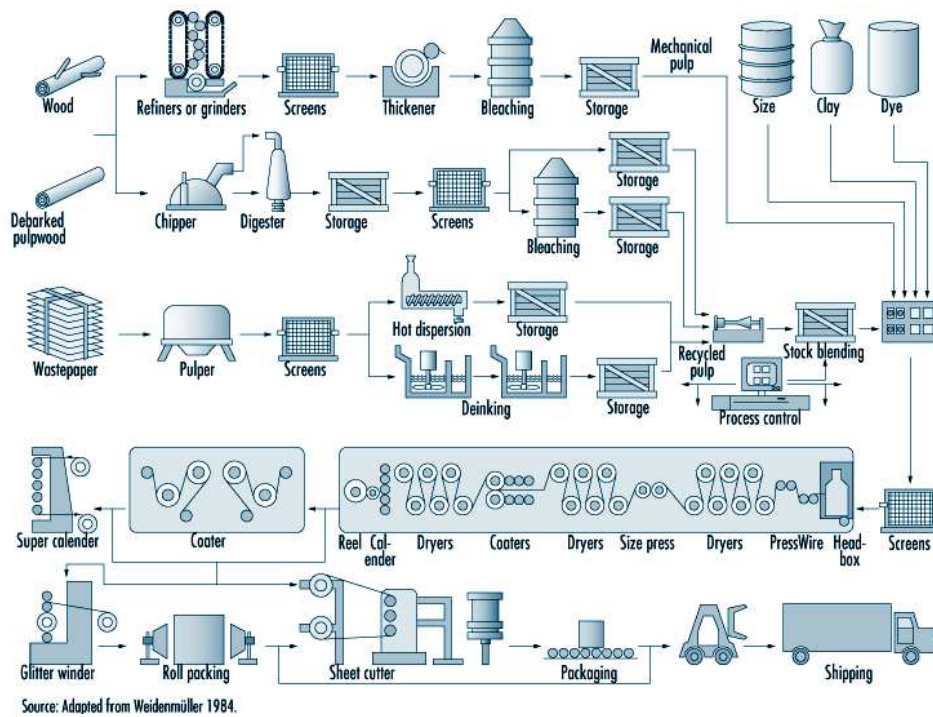 Mechanical
pulp
Wood
Refiners or grinders
Screens
Thickener
Bleaching
Storage
Size
Clay
Dye
Storage
Debarked
pulpwood
Chipper
Digester
Storage
Screens
Bleaching
Storage
Hot dispersion
Storage
Wastepaper
Pulper
Screens
Recycled
pulp
Stock blending
Deinking
Storage
Process control
Super calender
Coater
Reel
Cal-
ender
Dryers
Coaters
Dryers
Size press
Dryers
Press
Wire
Head-
box
Screens
Glitter winder
Roll packing
Sheet cutter
Packaging
Shipping
Source: Adapted from Weidenmüller 1984.